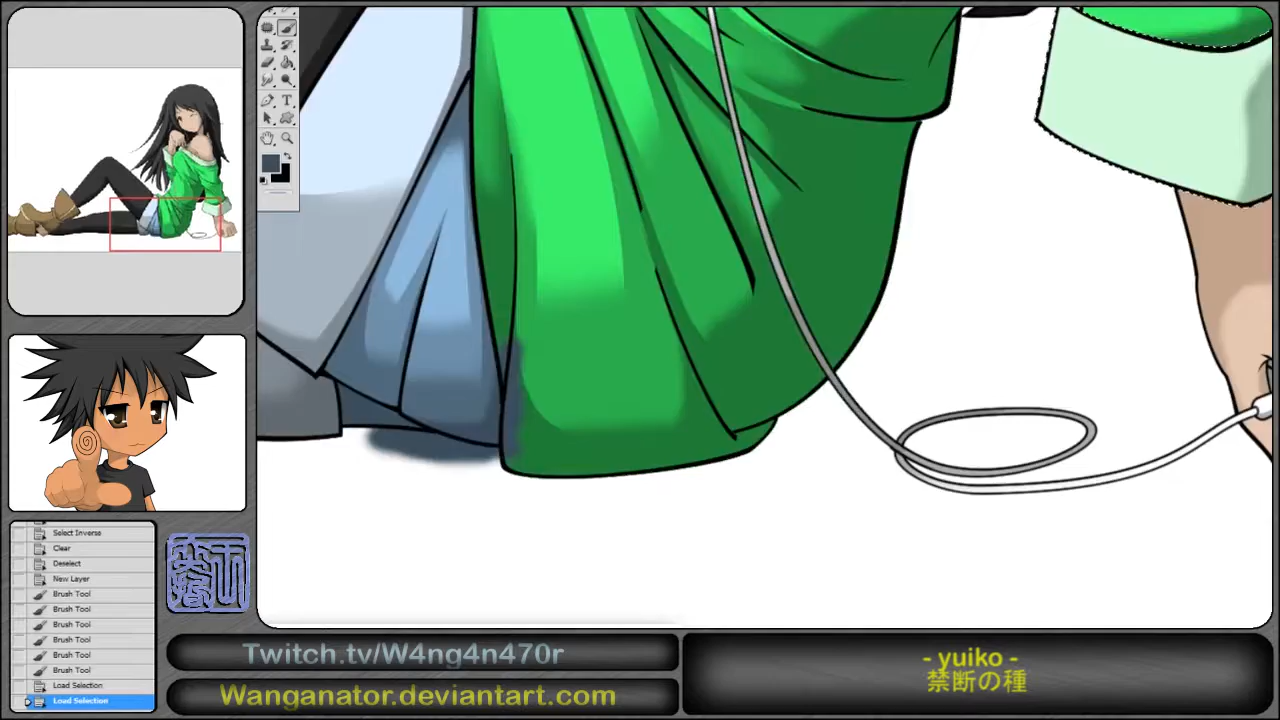 Select Inverse
Clear
Deselect
New Layer
Brush Tool
Brush Tool
Brush Tool
Brush Tool
Brush Tool
Brush Tool
Load Selection
Load Selection
Twitch.tv/W4ng4n470r
Wanganator.deviantart.com
- yuiko -
禁断の種